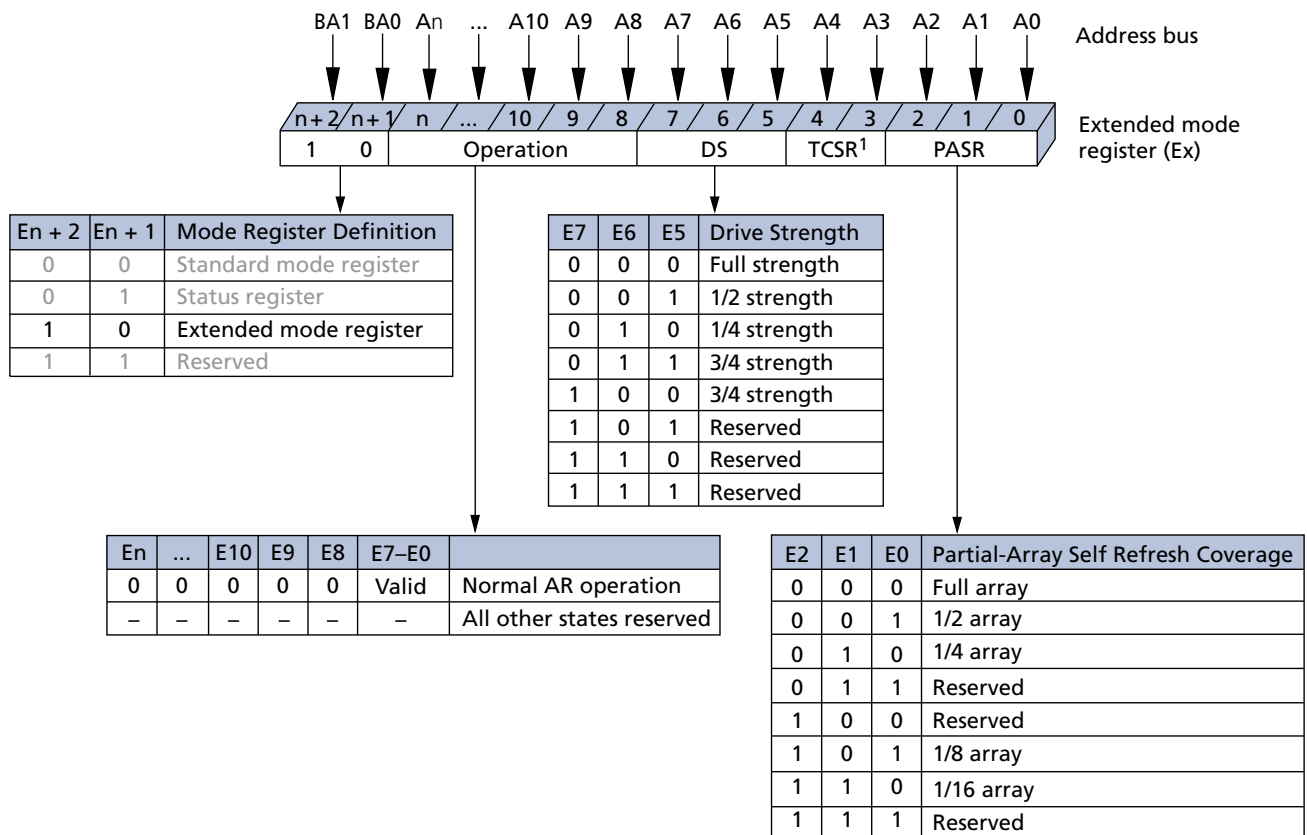 BA1 BA0 An ... A10 A9 A8 A7 A6 A5 A4 A3 A2 A1 A0
Address bus
n + 2 n + 1 n ... 10 9 8 7 6 5 4 3 2 1 0
Extended mode
register (Ex)
1 0 Operation DS TCSR1 PASR
En + 2 En + 1 Mode Register Definition
0 0 Standard mode register
0 1 Status register
1 0 Extended mode register
1 1 Reserved
E7 E6 E5 Drive Strength
0 0 0 Full strength
0 0 1 1/2 strength
0 1 0 1/4 strength
0 1 1 3/4 strength
1 0 0 3/4 strength
1 0 1 Reserved
1 1 0 Reserved
1 1 1 Reserved
En ... E10 E9 E8 E7–E0
0 0 0 0 0 Valid Normal AR operation
– – – – – – All other states reserved
E2 E1 E0 Partial-Array Self Refresh Coverage
0 0 0 Full array
0 0 1 1/2 array
0 1 0 1/4 array
0 1 1 Reserved
1 0 0 Reserved
1 0 1 1/8 array
1 1 0 1/16 array
1 1 1 Reserved